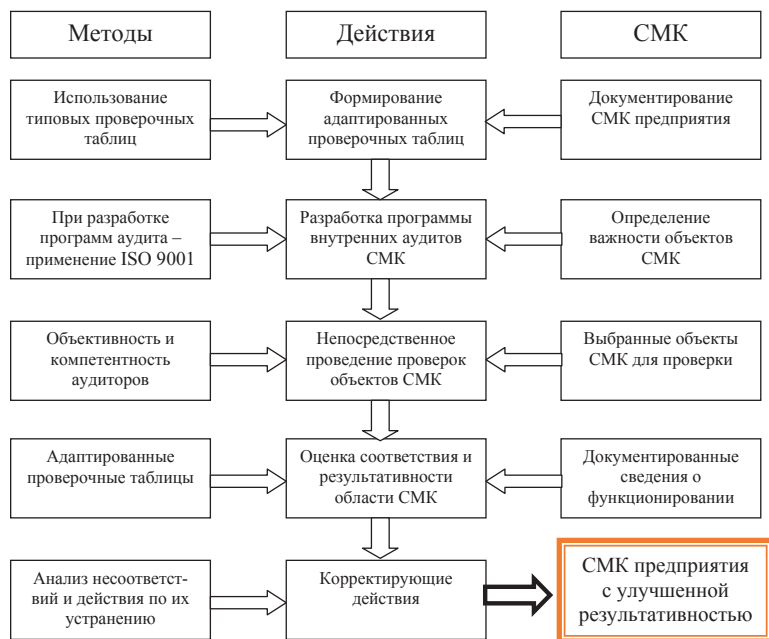 Методы
Действия
СМК
Использование
типовых проверочных
таблиц
Формирование
адаптированных
проверочных таблиц
Документирование
СМК предприятия
При разработке
программ аудита –
применение ISO 9001
Разработка программы
внутренних аудитов
СМК
Определение
важности объектов
СМК
Объективность и
компетентность
аудиторов
Непосредственное
проведение проверок
объектов СМК
Выбранные объекты
СМК для проверки
Адаптированные
проверочные таблицы
Оценка соответствия и
результативности
области СМК
Документированные
сведения о
функционировании
Анализ несоответст-
вий и действия по их
устранению
Корректирующие
действия
СМК предприятия
с улучшенной
результативностью